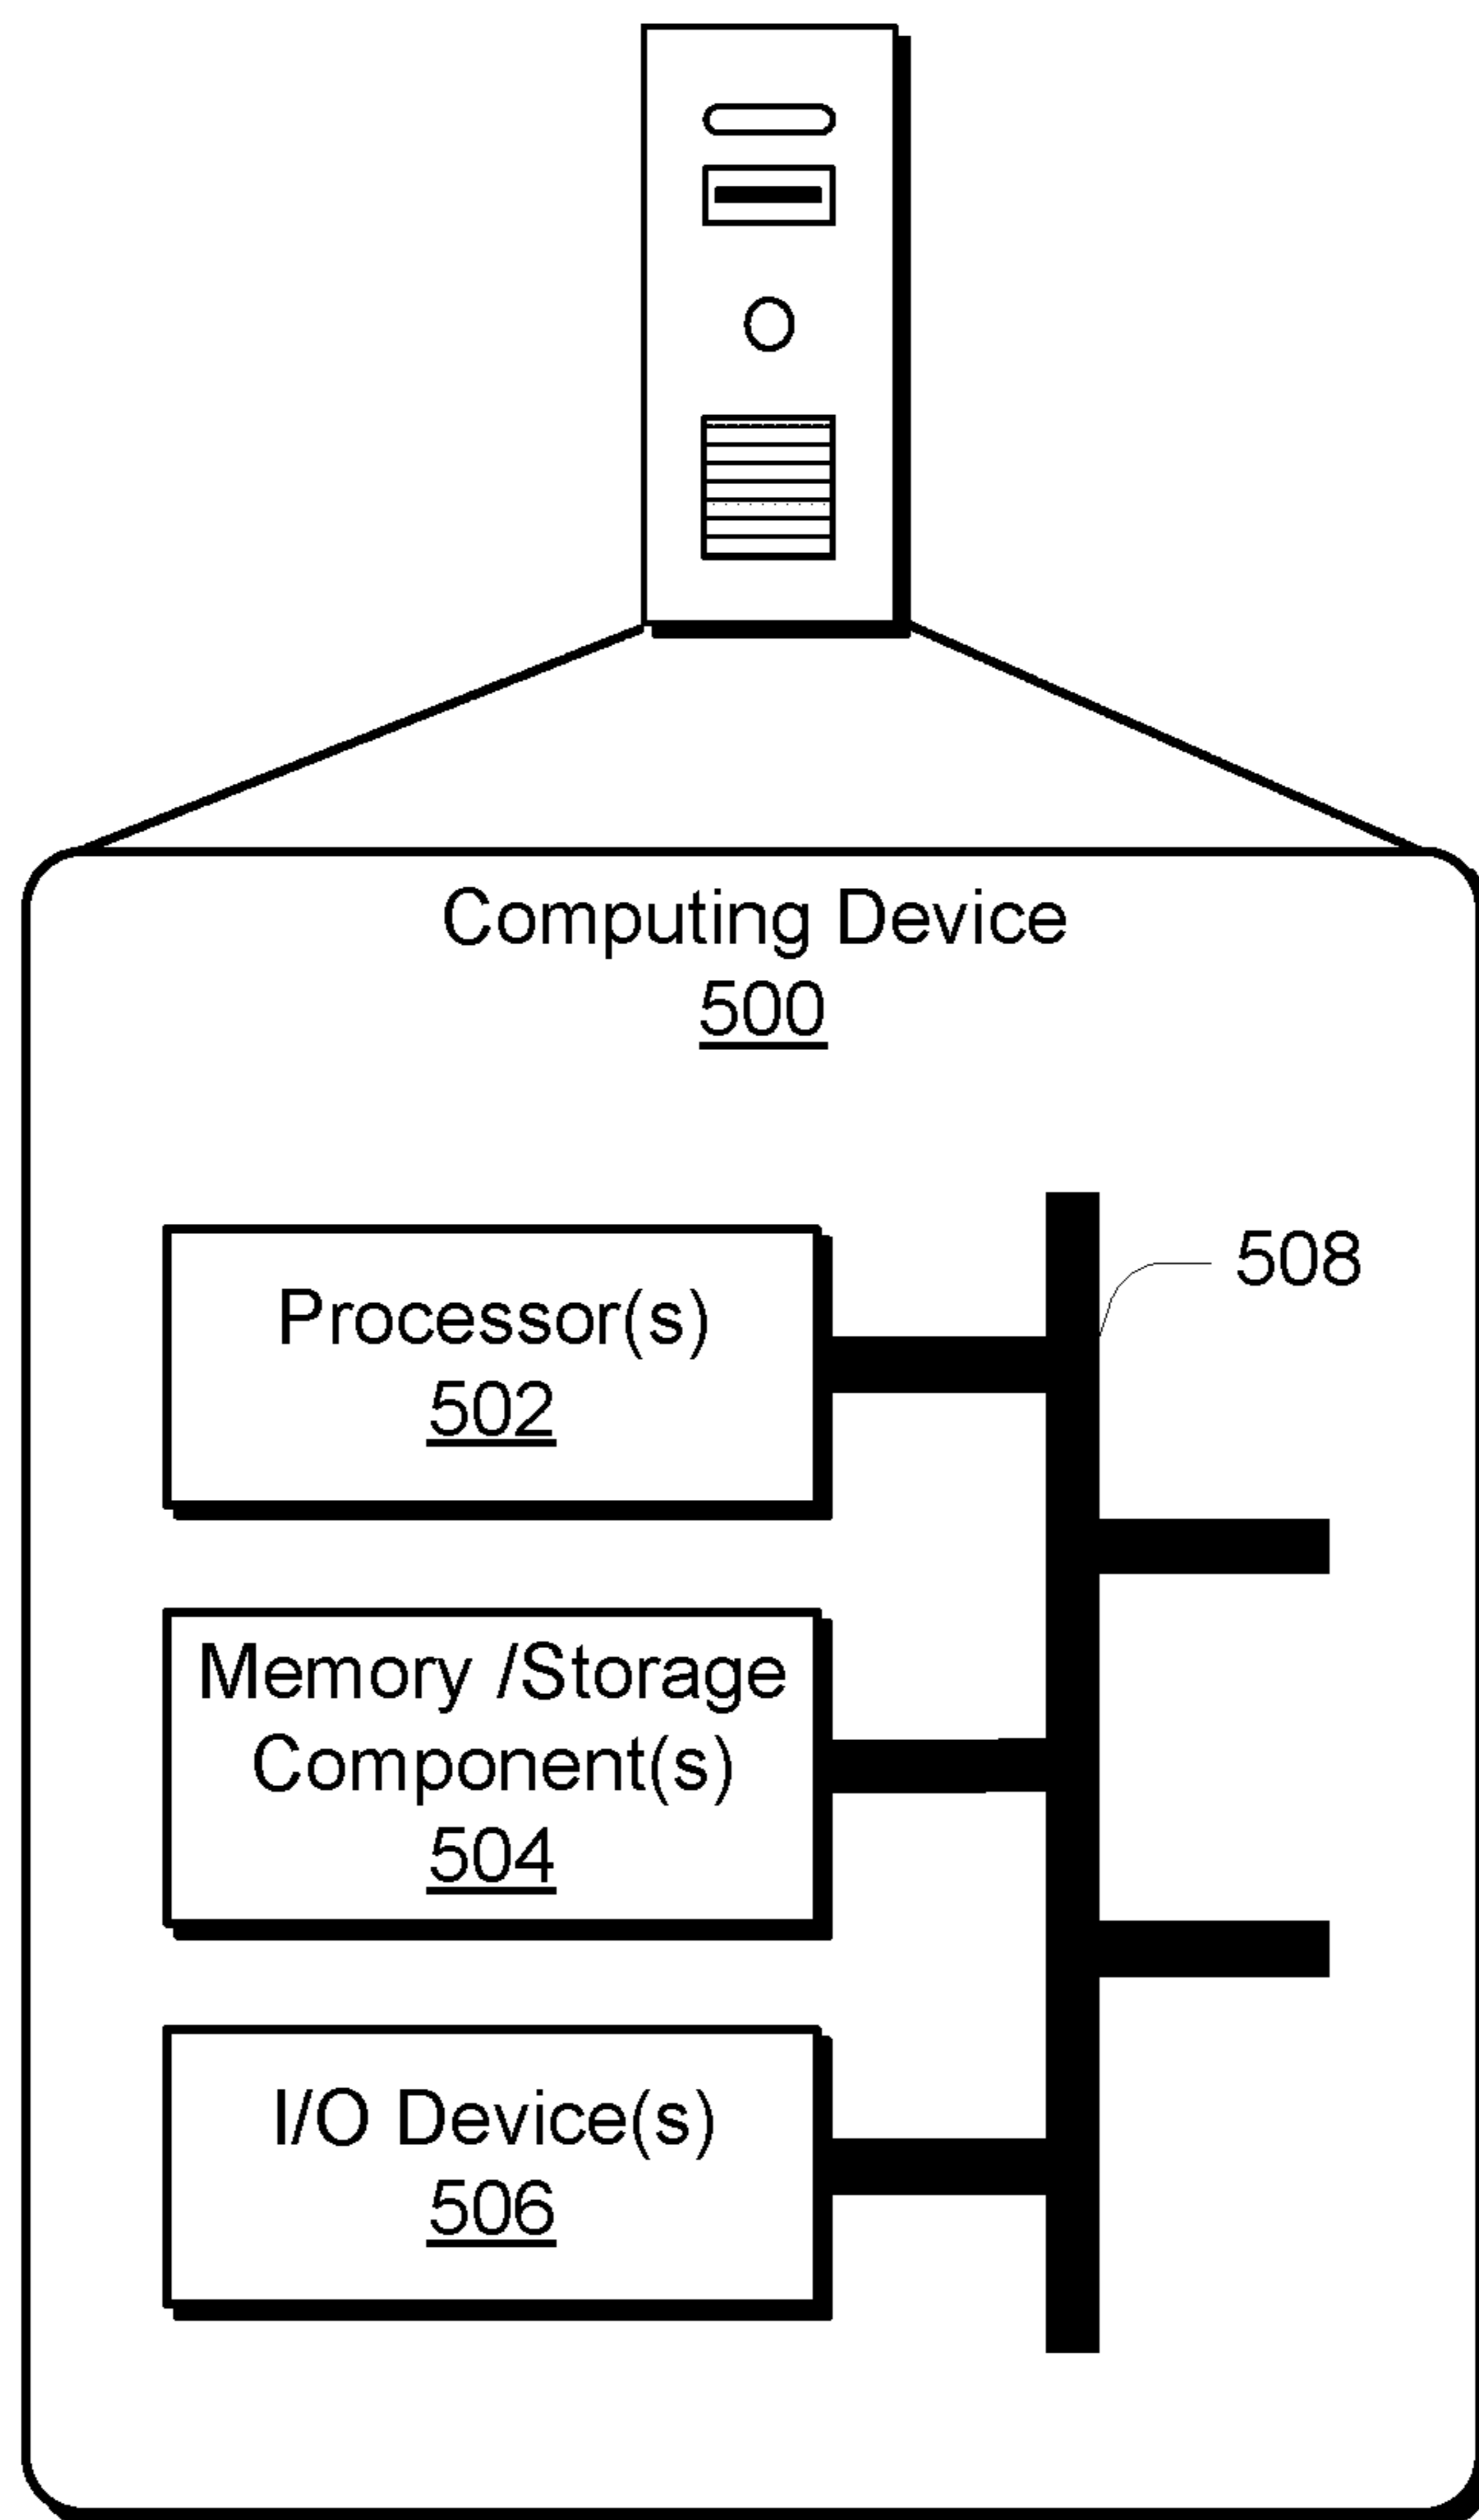 Computing Device
500
Processor(s)
502
508
Memory /Storage
Component(s)
504
I/O Device(s)
506